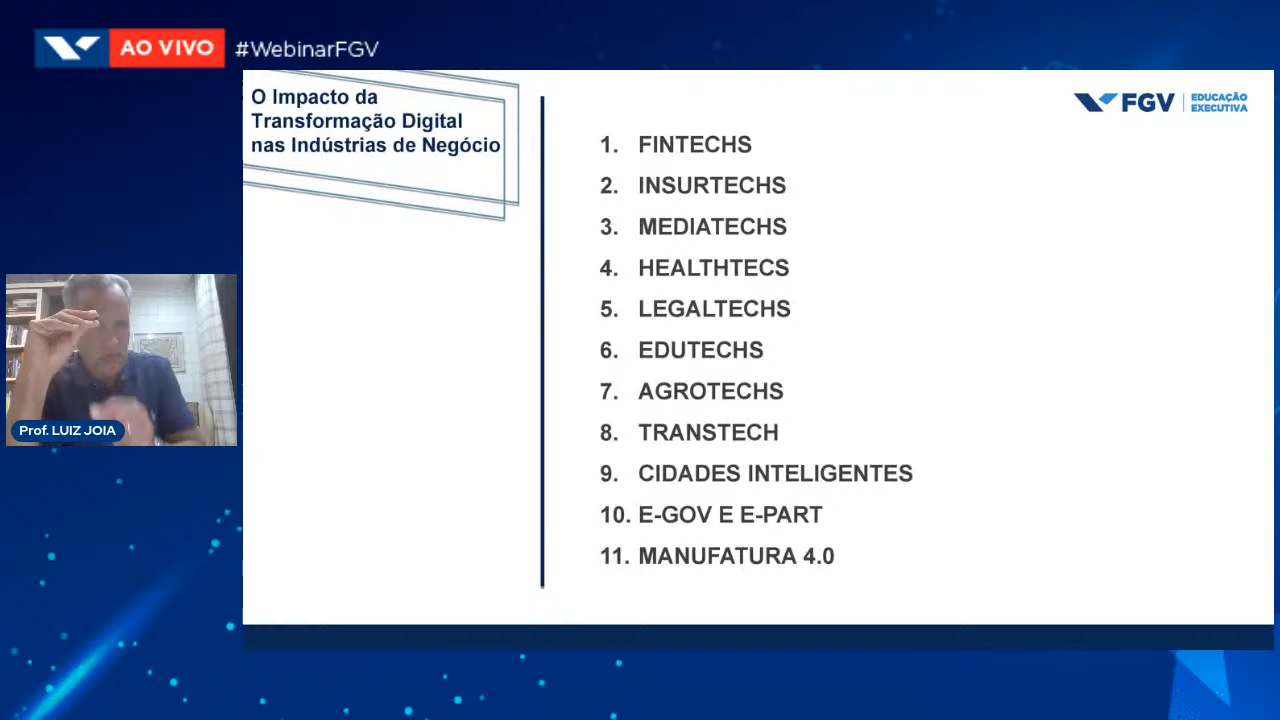 AO VIVO #WebinarFGV
O Impacto da
Transformação Digital
nas Indústrias de Negócio
FGV EDUCAÇÃO
EXECUTIVA
1. FINTECHS
2. INSURTECHS
3. MEDIATECHS
4. HEALTHTECS
5. LEGALTECHS
6. EDUTECHS
7. AGROTECHS
8. TRANSTECH
9. CIDADES INTELIGENTES
10. E-GOV E E-PART
11. MANUFATURA 4.0
Prof. LUIZ JOIA